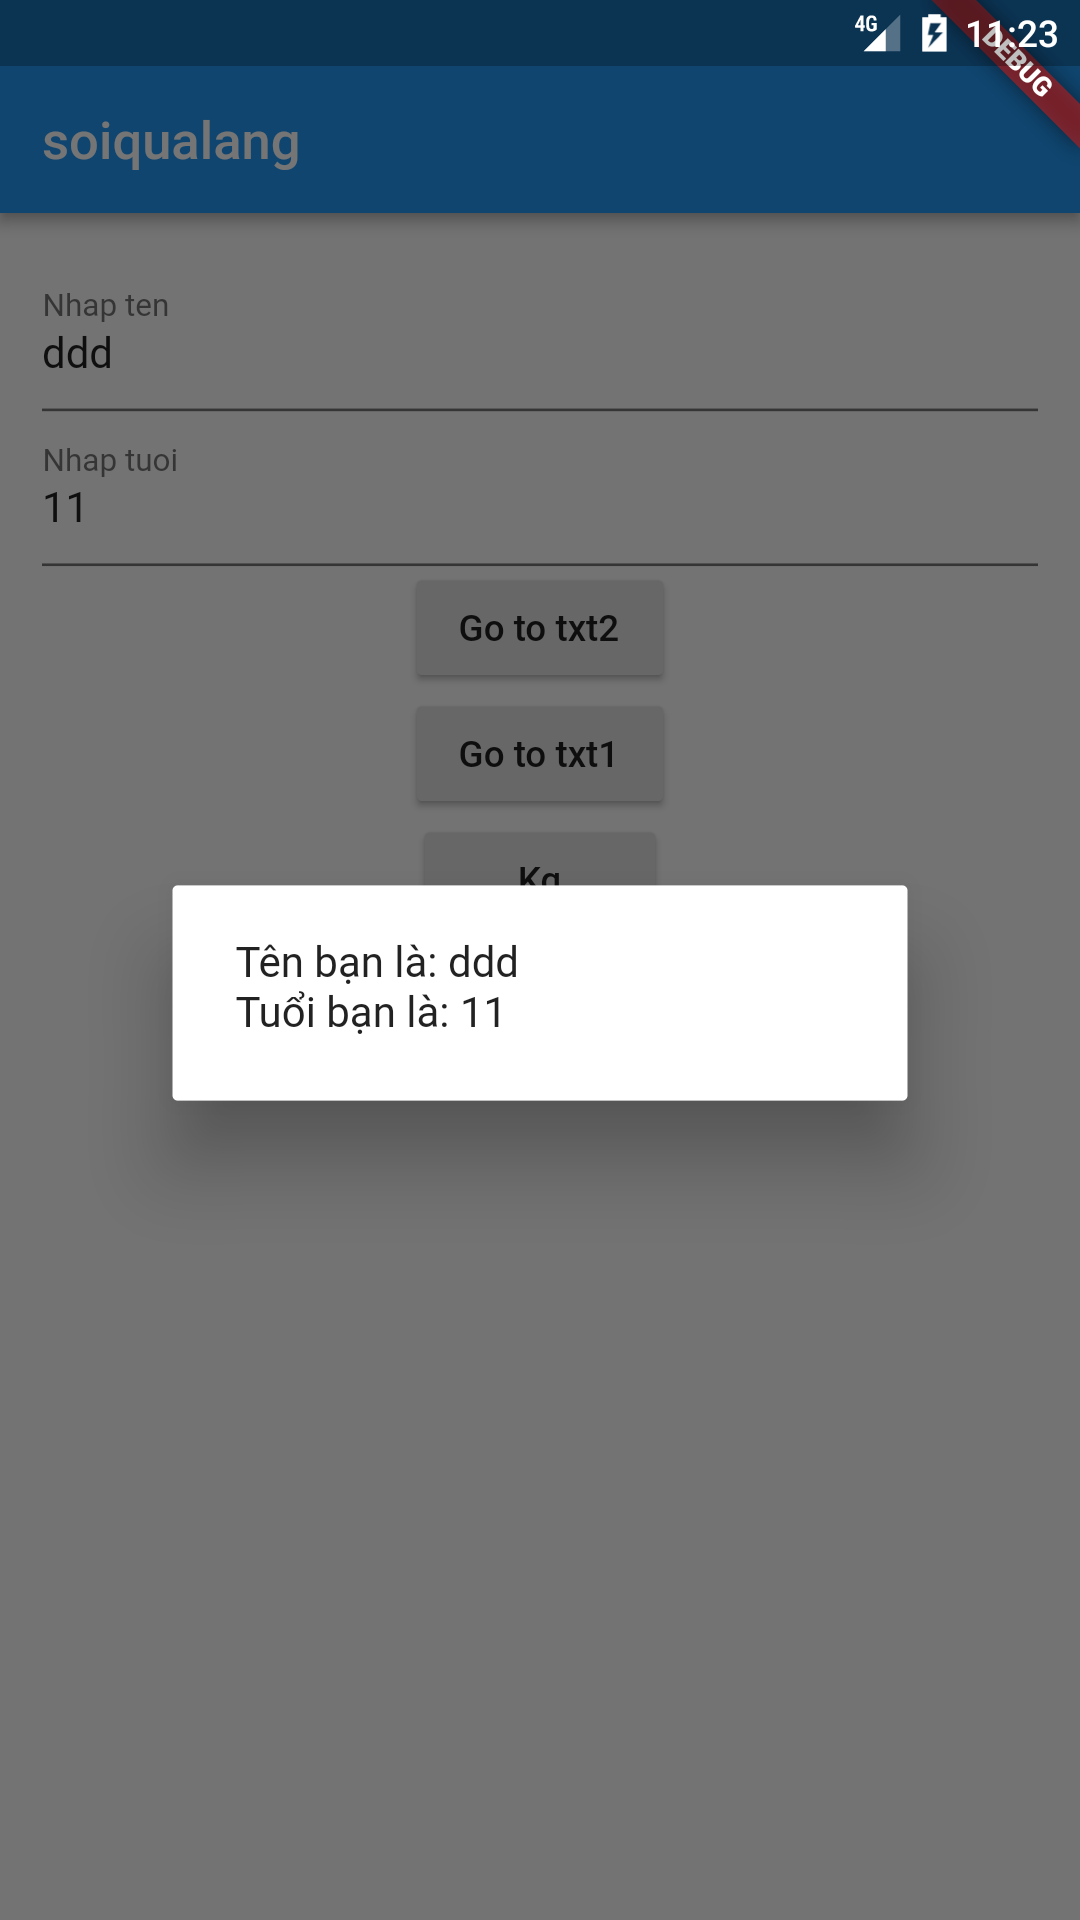 4G 11:23
DEBUG
soiqualang
Nhap ten
ddd
Nhap tuoi
11
Go to txt2
Go to txt1
Kq
Tên bạn là: ddd
Tuổi bạn là: 11